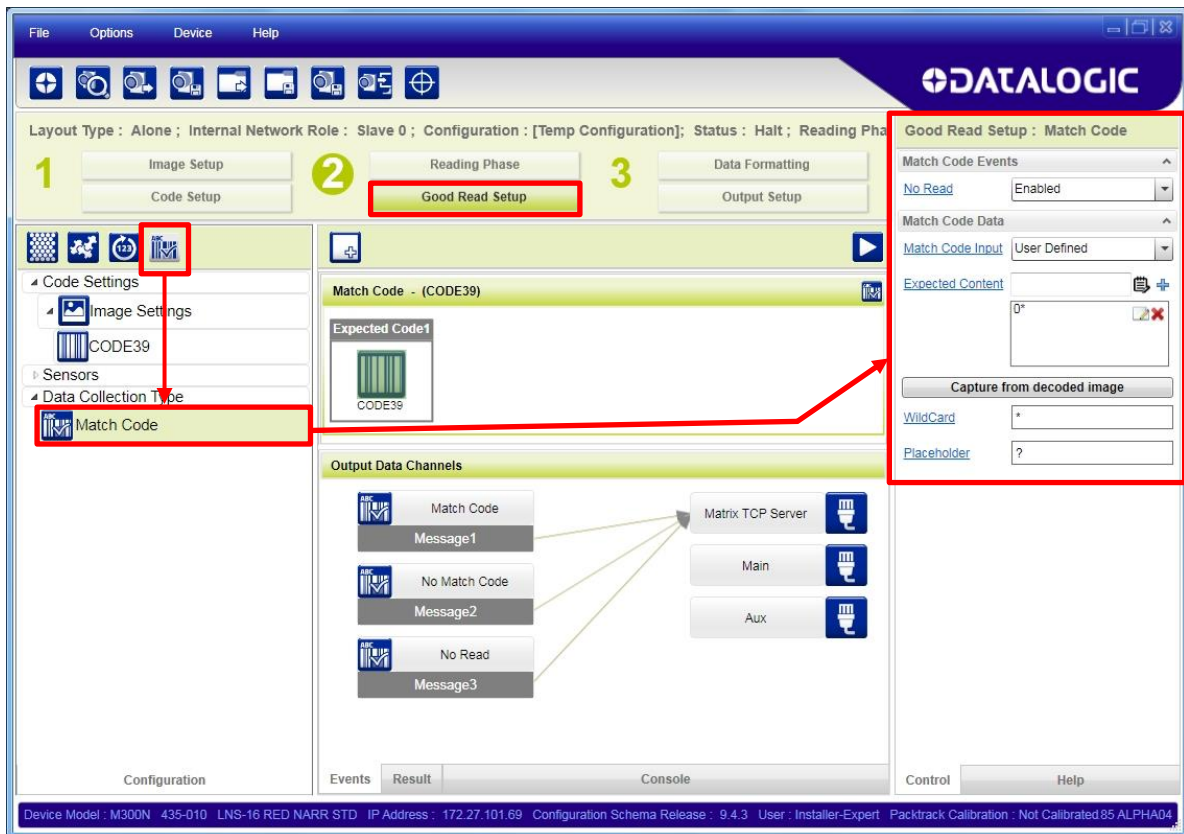 File Options Device Help
DATALOGIC
Layout Type : Alone ; Internal Network Role : Slave 0 ; Configuration : [Temp Configuration]; Status : Halt ; Reading Pha
1
Image Setup
Code Setup
2
Reading Phase
Good Read Setup
3
Data Formatting
Output Setup
123
ABC
Code Settings
Image Settings
CODE39
Sensors
Data Collection Type
ABC
Match Code
Configuration
Match Code - (CODE39)
Expected Code1
CODE39
Output Data Channels
ABC
Match Code
Message1
ABC
No Match Code
Message2
ABC
No Read
Message3
Matrix TCP Server
Main
Aux
Events Result Console
Good Read Setup : Match Code
Match Code Events
No Read Enabled
Match Code Data
Match Code Input User Defined
Expected Content
0*
Capture from decoded image
WildCard *
Placeholder ?
Control Help
Device Model : M300N 435-010 LNS-16 RED NARR STD IP Address : 172.27.101.69 Configuration Schema Release : 9.4.3 User : Installer-Expert Packtrack Calibration : Not Calibrated 85 ALPHA04